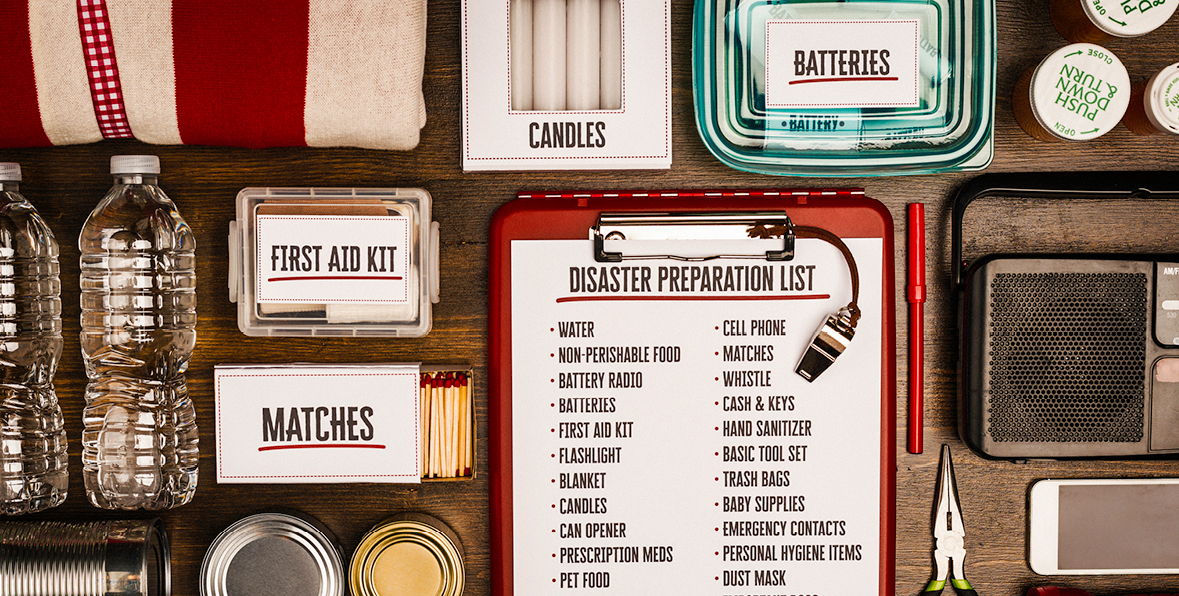 CANDLES
BATTERIES
BATTERY
OPEN
CLOSE
PUSH
DOWN
& TURN
OPEN
FIRST AID KIT
MATCHES
DISASTER PREPARATION LIST
• WATER
• NON-PERISHABLE FOOD
• BATTERY RADIO
• BATTERIES
• FIRST AID KIT
• FLASHLIGHT
• BLANKET
• CANDLES
• CAN OPENER
• PRESCRIPTION MEDS
• PET FOOD
• CELL PHONE
• MATCHES
• WHISTLE
• CASH & KEYS
• HAND SANITIZER
• BASIC TOOL SET
• TRASH BAGS
• BABY SUPPLIES
• EMERGENCY CONTACTS
• PERSONAL HYGIENE ITEMS
• DUST MASK